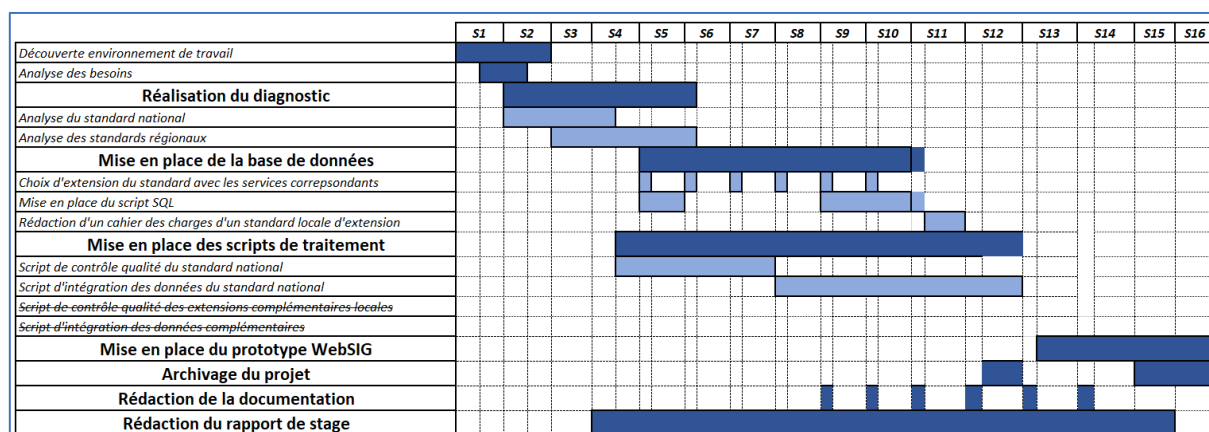 S1 S2 S3 S4 S5 S6 S7 S8 S9 S10 S11 S12 S13 S14 S15 S16
Découverte environnement de travail
Analyse des besoins
Réalisation du diagnostic
Analyse du standard national
Analyse des standards régionaux
Mise en place de la base de données
Choix d'extension du standard avec les services correpsondants
Mise en place du script SQL
Rédaction d'un cahier des charges d'un standard locale d'extension
Mise en place des scripts de traitement
Script de contrôle qualité du standard national
Script d'intégration des données du standard national
Script de contrôle qualité des extensions complémentaires locales
Script d'intégration des données complémentaires
Mise en place du prototype WebSIG
Archivage du projet
Rédaction de la documentation
Rédaction du rapport de stage